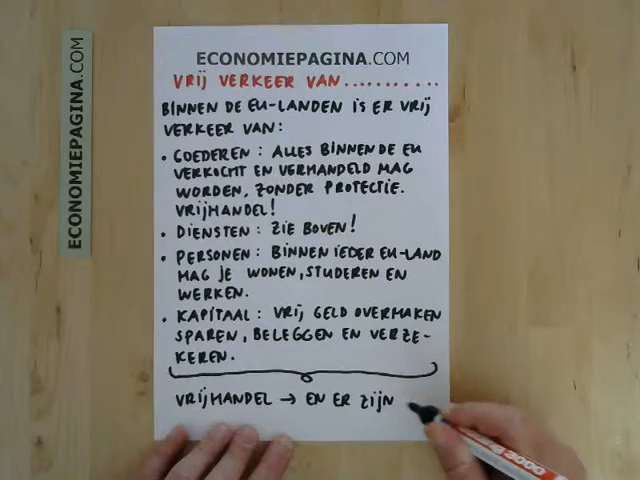 ECONOMIEPAGINA.COM
ECONOMIEPAGINA.COM
VRIJ VERKEER VAN..........
BINNEN DE EU-LANDEN IS ER VRIJ
VERKEER VAN:
• GOEDEREN: ALLES BINNEN DE EU
VERKOCHT EN VERHANDELD MAG
WORDEN, ZONDER PROTECTIE.
VRIJHANDEL!
• DIENSTEN: ZIE BOVEN!
• PERSONEN: BINNEN IEDER EU-LAND
MAG JE WONEN, STUDEREN EN
WERKEN.
• KAPITAAL: VRIJ GELD OVERMAKEN
SPAREN, BELEGGEN EN VERZE-
KEREN.
VRIJHANDEL → EN ER ZIJN